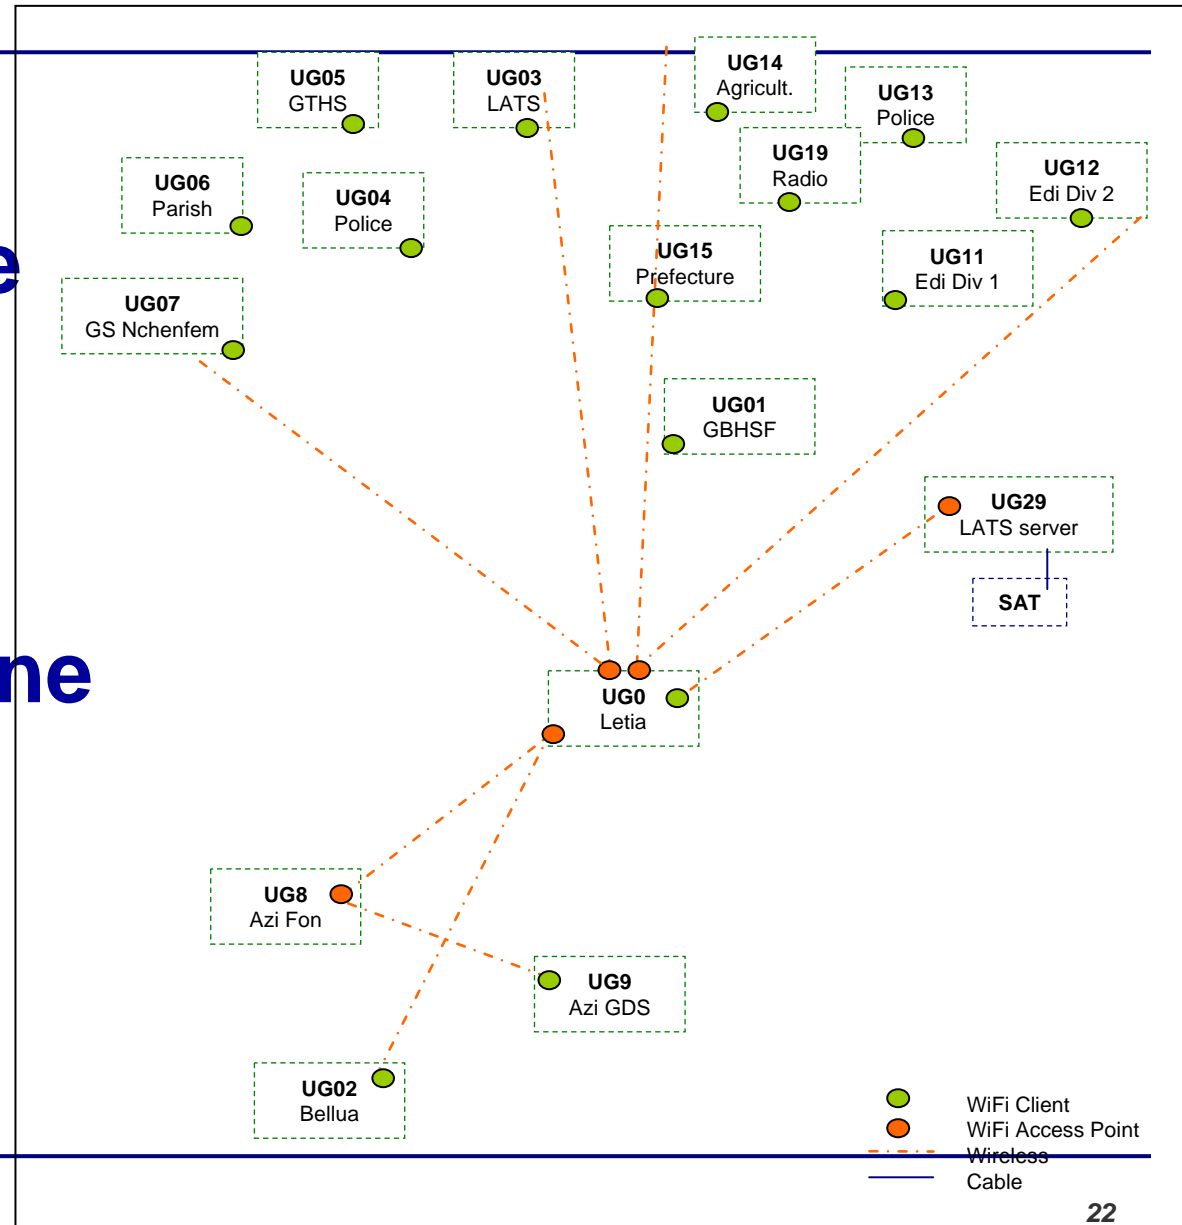 UG05
GTHS
UG03
LATS
UG14
Agricult.
UG13
Police
UG19
Radio
UG12
Edi Div 2
UG06
Parish
UG04
Police
UG15
Prefecture
UG11
Edi Div 1
e
UG07
GS Nchenfem
UG01
GBHSF
UG29
LATS server
SAT
ne
UG0
Letia
UG8
Azi Fon
UG9
Azi GDS
UG02
Bellua
WiFi Client
WiFi Access Point
Wireless
Cable
22